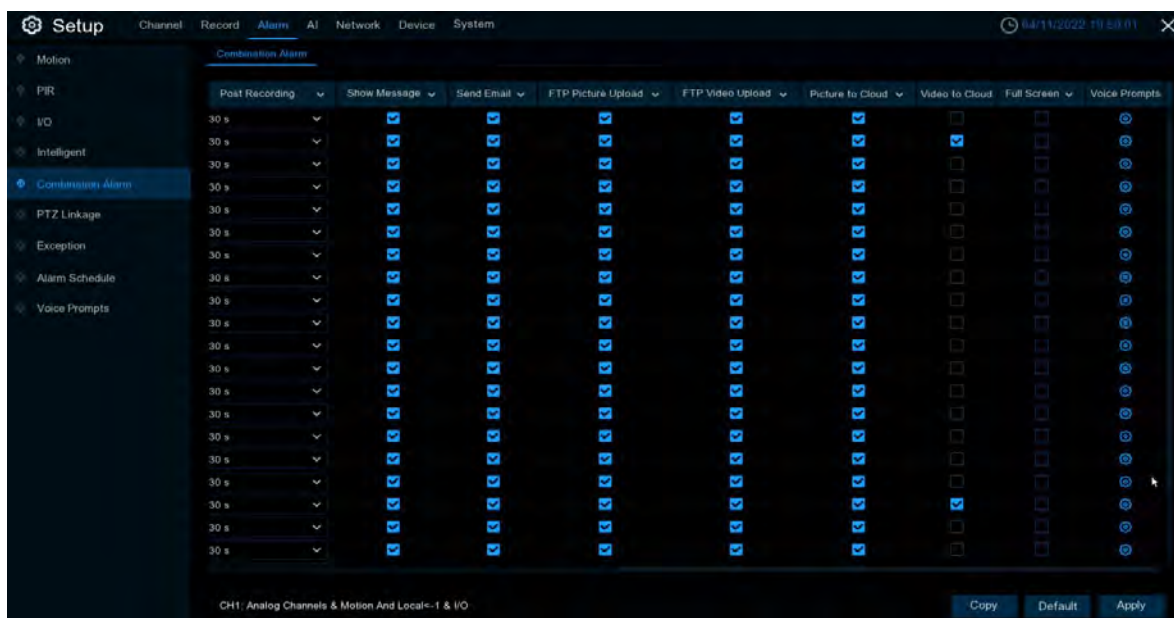 Setup Channel Record Alarm AI Network Device System 04/11/2022 19:59:01
Motion
Combination Alarm
PIR
Post Recording Show Message Send Email FTP Picture Upload FTP Video Upload Picture to Cloud Video to Cloud Full Screen Voice Prompts
30 s
I/O
30 s
Intelligent
30 s
Combination Alarm
30 s
PTZ Linkage
30 s
30 s
Exception
30 s
Alarm Schedule
30 s
Voice Prompts
30 s
30 s
30 s
30 s
30 s
30 s
30 s
30 s
30 s
30 s
30 s
30 s
CH1: Analog Channels & Motion And Local<-1 & I/O
Copy Default Apply